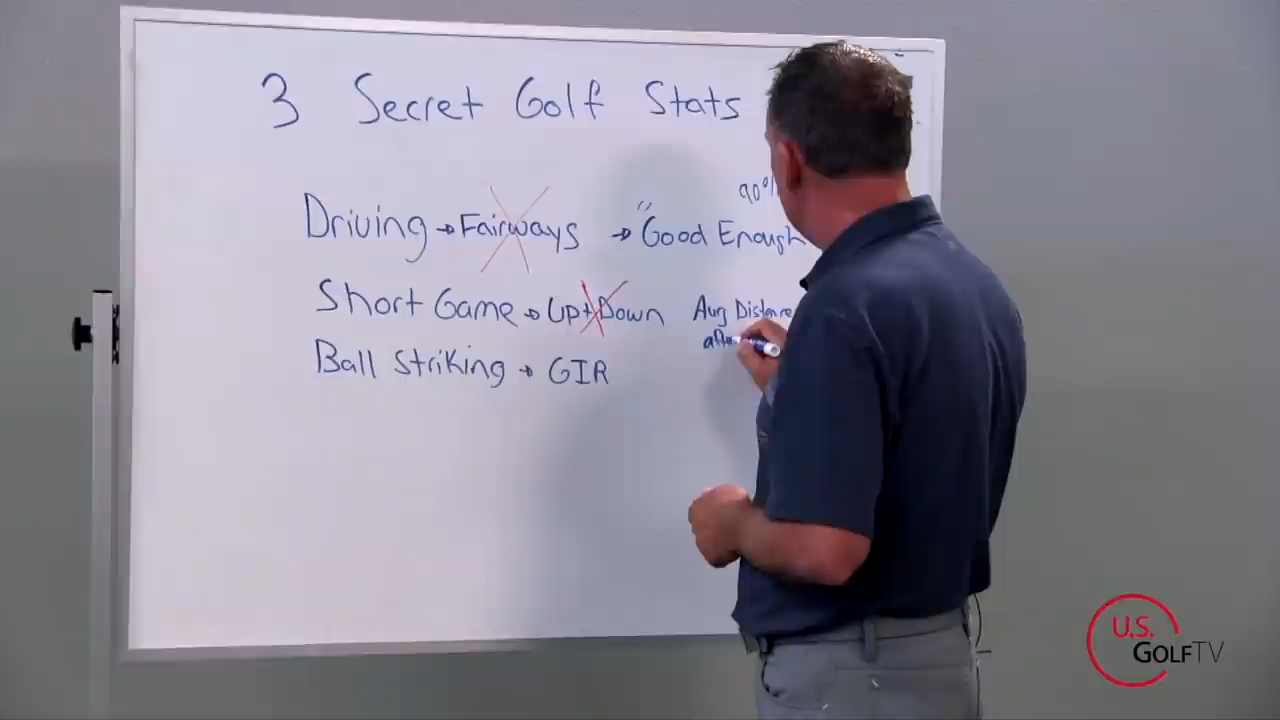 3 Secret Golf Stats
90%
Driving → Fairways → "Good Enough
Short Game → Up + Down Avg Distance
Ball Striking → GIR
U.S.
GOLFTV